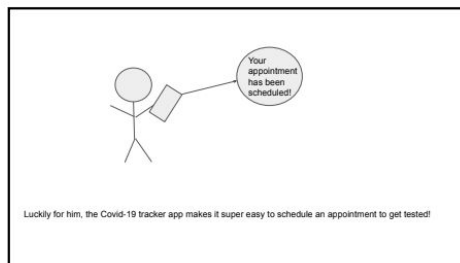 Your
appointment
has been
scheduled!
Luckily for him, the Covid-19 tracker app makes it super easy to schedule an appointment to get tested!